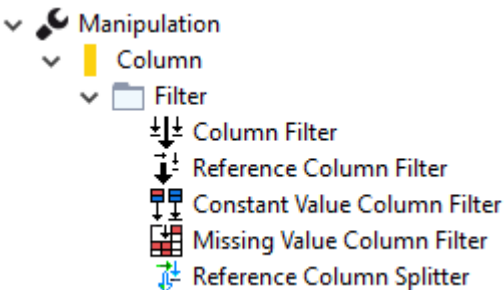 Manipulation
Column
Filter
Column Filter
Reference Column Filter
Constant Value Column Filter
Missing Value Column Filter
Reference Column Splitter